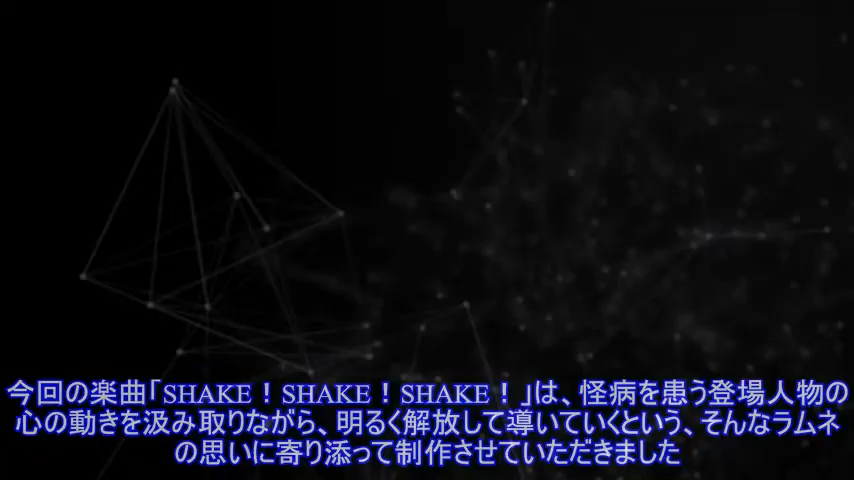 今回の楽曲「SHAKE！SHAKE！SHAKE！」は、怪病を患う登場人物の
心の動きを汲み取りながら、明るく解放して導いていくという、そんなラムネ
の思いに寄り添って制作させていただきました